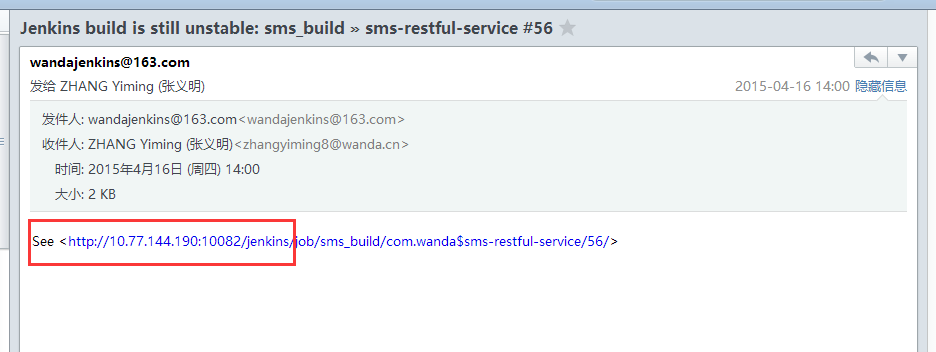 Jenkins build is still unstable: sms_build » sms-restful-service #56
wandajenkins@163.com
发给 ZHANG Yiming (张义明) 2015-04-16 14:00 隐藏信息
发件人: wandajenkins@163.com<wandajenkins@163.com>
收件人: ZHANG Yiming (张义明)<zhangyiming8@wanda.cn>
时间: 2015年4月16日 (周四) 14:00
大小: 2 KB
See <http://10.77.144.190:10082/jenkins/job/sms_build/com.wanda$sms-restful-service/56/>